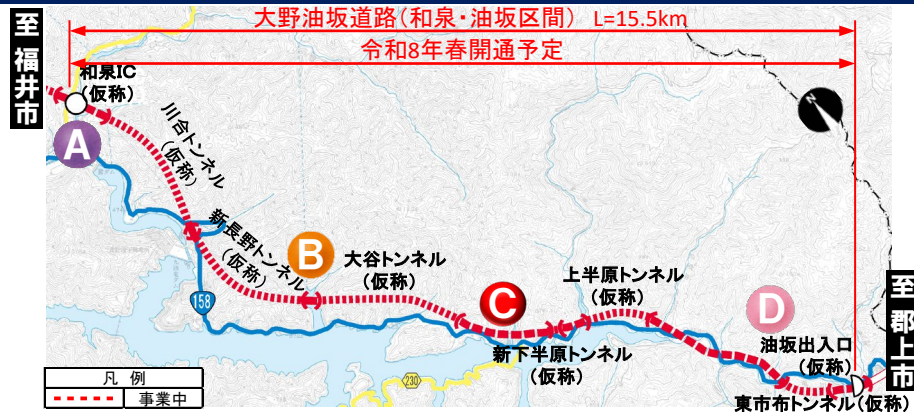 大野油坂道路(和泉・油坂区間) L=15.5km
令和8年春開通予定
至 福井市
和泉IC
(仮称)
A
川合トンネル
(仮称)
新長野トンネル
(仮称)
B
大谷トンネル
(仮称)
158
C
上半原トンネル
(仮称)
新下半原トンネル
(仮称)
230
D
油坂出入口
(仮称)
至 郡上市
東市布トンネル(仮称)
凡 例
事業中